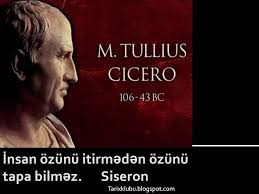 M. TULLIUS
CICERO
106-43 BC
İnsan özünü itirmədən özünü
tapa bilməz. Siseron
Tarixklubu.blogspot.com